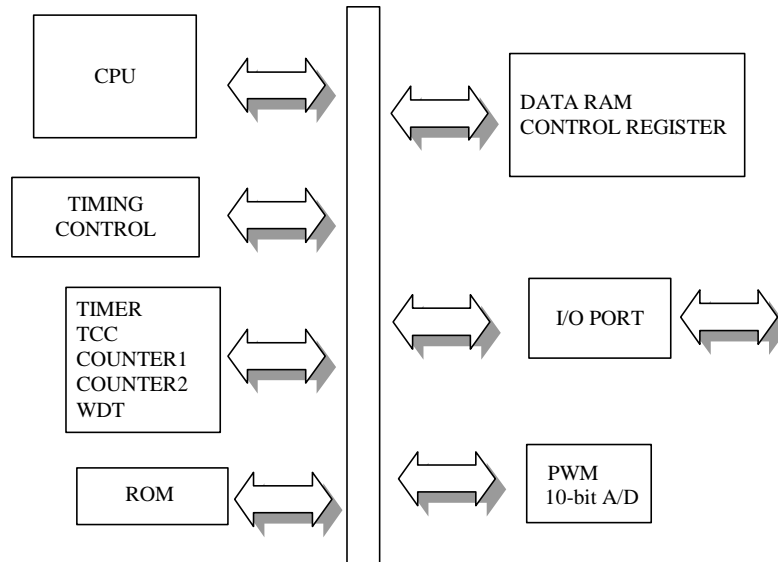 CPU
DATA RAM
CONTROL REGISTER
TIMING
CONTROL
TIMER
TCC
COUNTER1
COUNTER2
WDT
I/O PORT
ROM
PWM
10-bit A/D